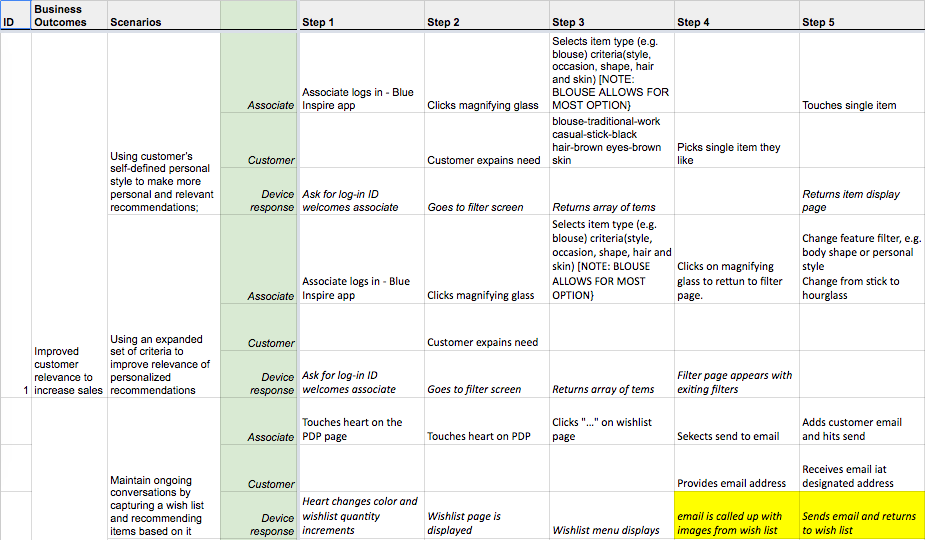 ID
Business
Outcomes
Scenarios
Step 1
Step 2
Step 3
Step 4
Step 5
Associate
Associate logs in - Blue
Inspire app
Clicks magnifying glass
Selects item type (e.g.
blouse) criteria(style,
occasion, shape, hair
and skin) [NOTE:
BLOUSE ALLOWS FOR
MOST OPTION}
Touches single item
Using customer's
self-defined personal
style to make more
personal and relevant
recommendations;
Customer
Customer expains need
blouse-traditional-work
casual-stick-black
hair-brown eyes-brown
skin
Picks single item they
like
Device
response
Ask for log-in ID
welcomes associate
Goes to filter screen
Returns array of tems
Returns item display
page
Associate
Associate logs in - Blue
Inspire app
Clicks magnifying glass
Selects item type (e.g.
blouse) criteria(style,
occasion, shape, hair and
skin) [NOTE: BLOUSE
ALLOWS FOR MOST
OPTION}
Clicks on magnifying
glass to rettun to filter
page.
Change feature filter, e.g.
body shape or personal
style
Change from stick to
hourglass
1
Improved
customer
relevance to
increase sales
Using an expanded
set of criteria to
improve relevance of
personalized
recommendations
Customer
Customer expains need
Device
response
Ask for log-in ID
welcomes associate
Goes to filter screen
Returns array of tems
Filter page appears with
exiting filters
Associate
Touches heart on the
PDP page
Touches heart on PDP
Clicks "..." on wishlist
page
Sekects send to email
Adds customer email
and hits send
Maintain ongoing
conversations by
capturing a wish list
and recommending
items based on it
Customer
Provides email address
Receives email iat
designated address
Device
response
Heart changes color and
wishlist quantity
increments
Wishlist page is
displayed
Wishlist menu displays
email is called up with
images from wish list
Sends email and returns
to wish list